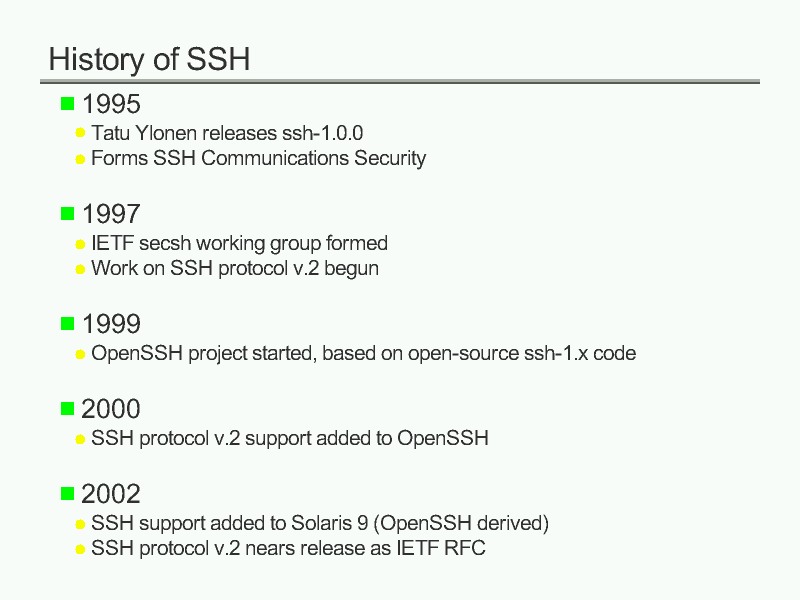 History of SSH
1995
Tatu Ylonen releases ssh-1.0.0
Forms SSH Communications Security
1997
IETF secsh working group formed
Work on SSH protocol v.2 begun
1999
OpenSSH project started, based on open-source ssh-1.x code
2000
SSH protocol v.2 support added to OpenSSH
2002
SSH support added to Solaris 9 (OpenSSH derived)
SSH protocol v.2 nears release as IETF RFC